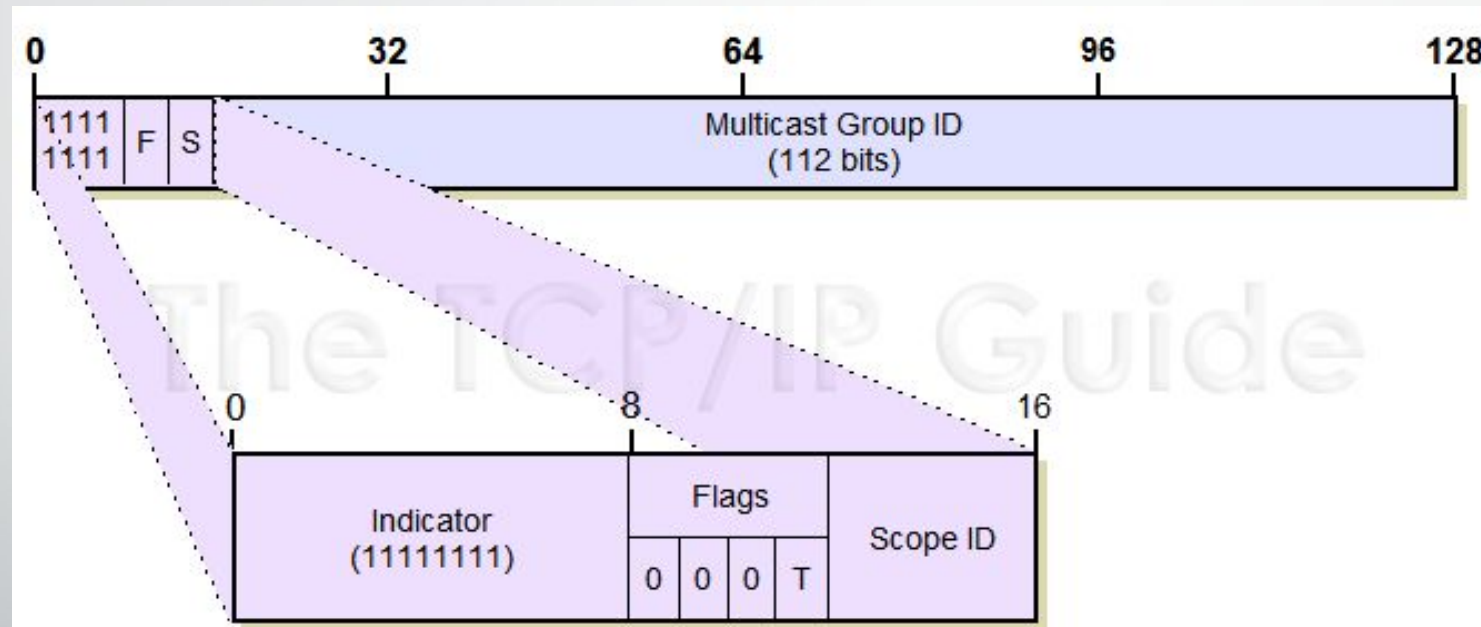 0 32 64 96 128
1111
1111
F S
Multicast Group ID
(112 bits)
The TCP/IP Guide
0 8 16
Indicator
(11111111)
Flags
0 0 0 T
Scope ID